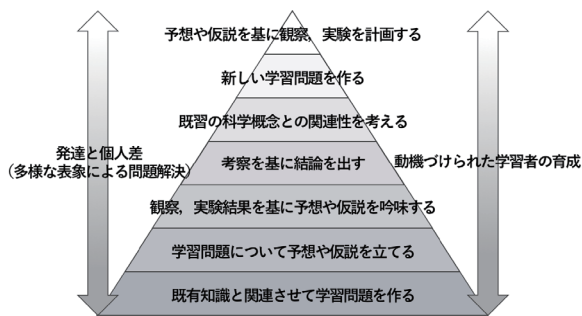 予想や仮説を基に観察，実験を計画する
新しい学習問題を作る
既習の科学概念との関連性を考える
発達と個人差
（多様な表象による問題解決）
考察を基に結論を出す
動機づけられた学習者の育成
観察，実験結果を基に予想や仮説を吟味する
学習問題について予想や仮説を立てる
既有知識と関連させて学習問題を作る